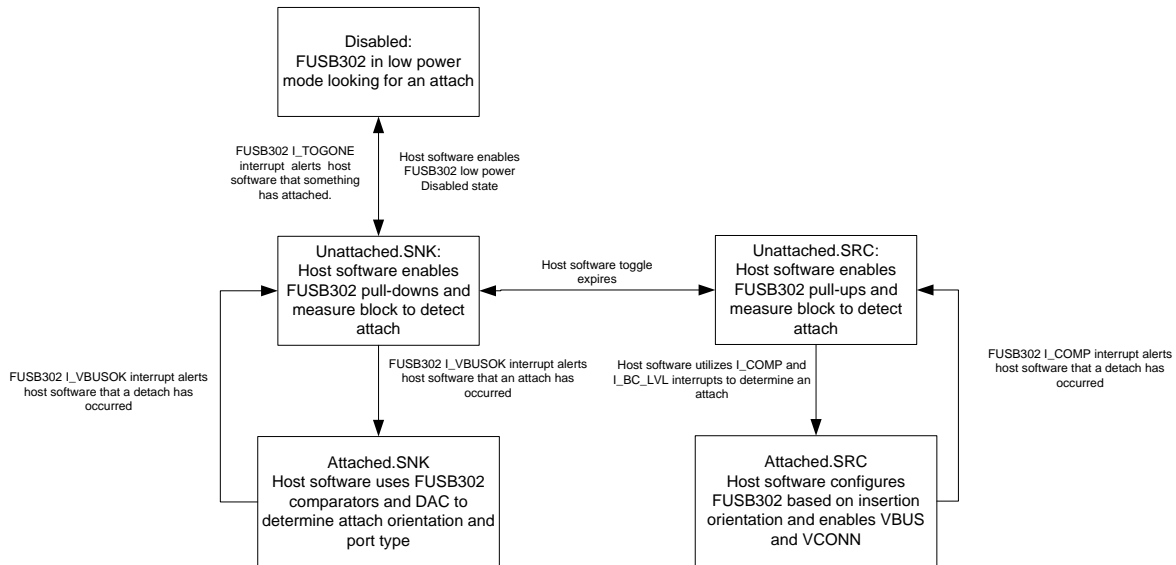 Disabled:
FUSB302 in low power
mode looking for an attach
FUSB302 I_TOGONE
interrupt alerts host
software that something
has attached.
Host software enables
FUSB302 low power
Disabled state
Unattached.SNK:
Host software enables
FUSB302 pull-downs and
measure block to detect
attach
Host software toggle
expires
Unattached.SRC:
Host software enables
FUSB302 pull-ups and
measure block to detect
attach
FUSB302 I_VBUSOK interrupt alerts
host software that a detach has
occurred
FUSB302 I_VBUSOK interrupt alerts
host software that an attach has
occurred
Host software utilizes I_COMP and
I_BC_LVL interrupts to determine an
attach
FUSB302 I_COMP interrupt alerts
host software that a detach has
occurred
Attached.SNK
Host software uses FUSB302
comparators and DAC to
determine attach orientation and
port type
Attached.SRC
Host software configures
FUSB302 based on insertion
orientation and enables VBUS
and VCONN